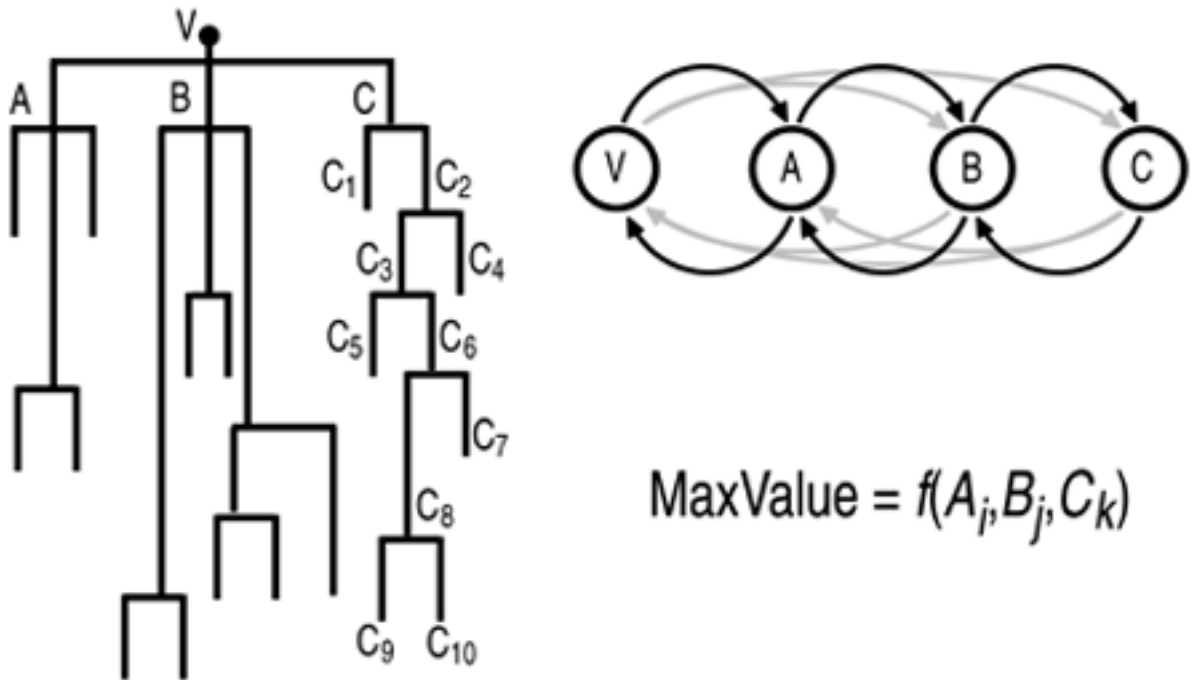 V
A B C
C1 C2
C3 C4
C5 C6
C7
C8
C9 C10
V A B C
MaxValue = f(Ai,Bj,Ck)